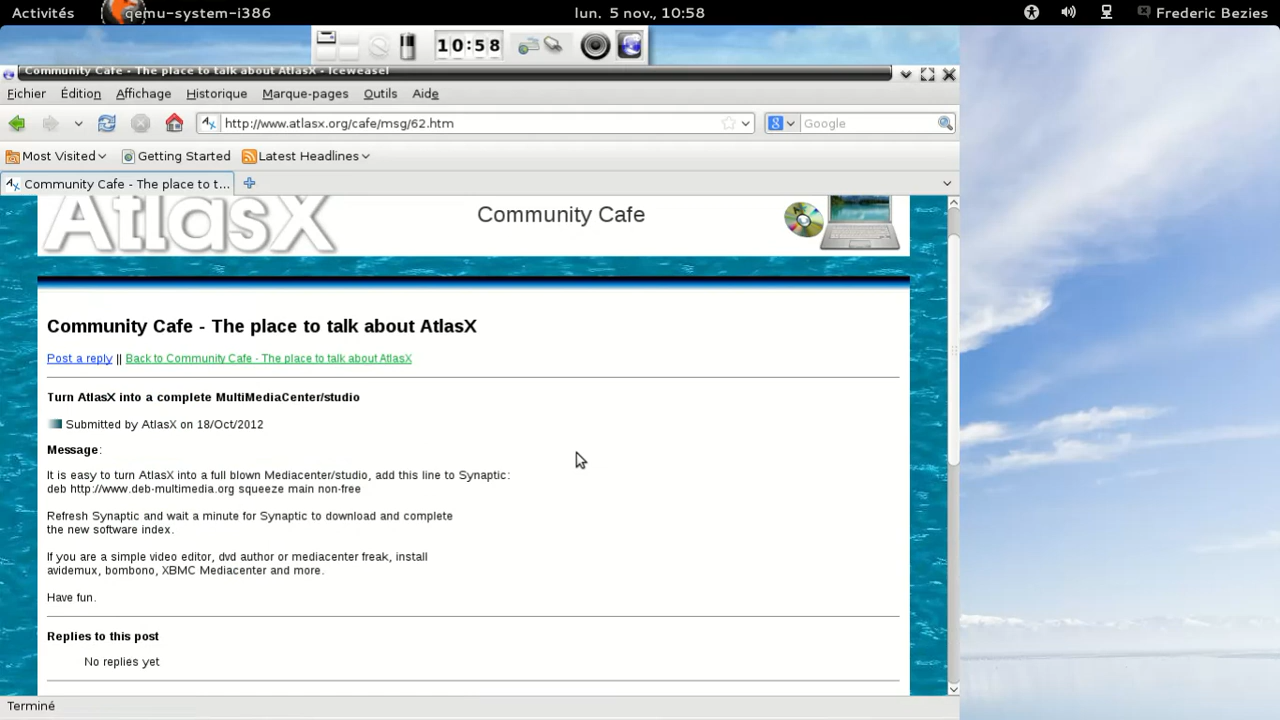 Activités qemu-system-i386 lun. 5 nov., 10:58 Frederic Bezies
10:58
Community Cafe - The place to talk about AtlasX - Iceweasel
Fichier Édition Affichage Historique Marque-pages Outils Aide
http://www.atlasx.org/cafe/msg/62.htm Google
Most Visited Getting Started Latest Headlines
Community Cafe - The place to t...
AtlasX Community Cafe
Community Cafe - The place to talk about AtlasX
Post a reply || Back to Community Cafe - The place to talk about AtlasX
Turn AtlasX into a complete MultiMediaCenter/studio
Submitted by AtlasX on 18/Oct/2012
Message:
It is easy to turn AtlasX into a full blown Mediacenter/studio, add this line to Synaptic:
deb http://www.deb-multimedia.org squeeze main non-free
Refresh Synaptic and wait a minute for Synaptic to download and complete
the new software index.
If you are a simple video editor, dvd author or mediacenter freak, install
avidemux, bombono, XBMC Mediacenter and more.
Have fun.
Replies to this post
No replies yet
Terminé